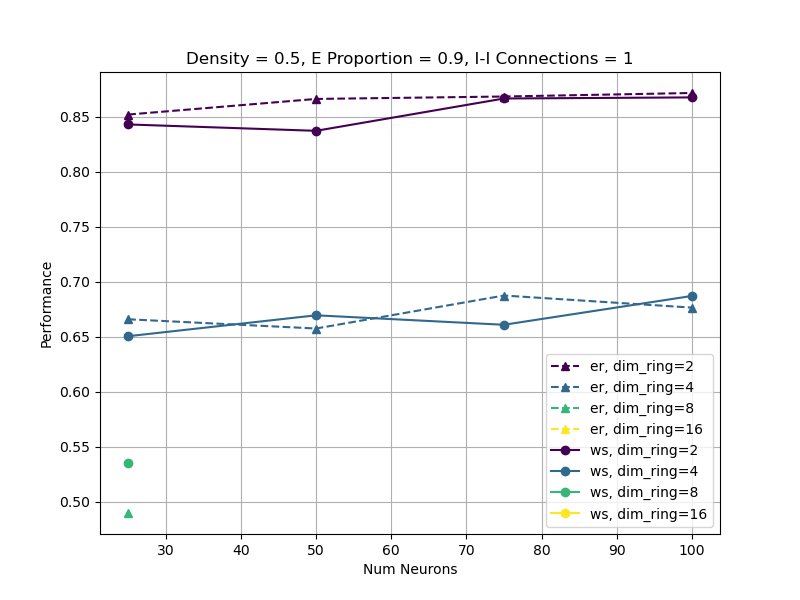 Density = 0.5, E Proportion = 0.9, I-I Connections = 1
0.85
0.80
0.75
0.70
0.65
0.60
0.55
0.50
Performance
er, dim_ring=2
er, dim_ring=4
er, dim_ring=8
er, dim_ring=16
ws, dim_ring=2
ws, dim_ring=4
ws, dim_ring=8
ws, dim_ring=16
30 40 50 60 70 80 90 100
Num Neurons